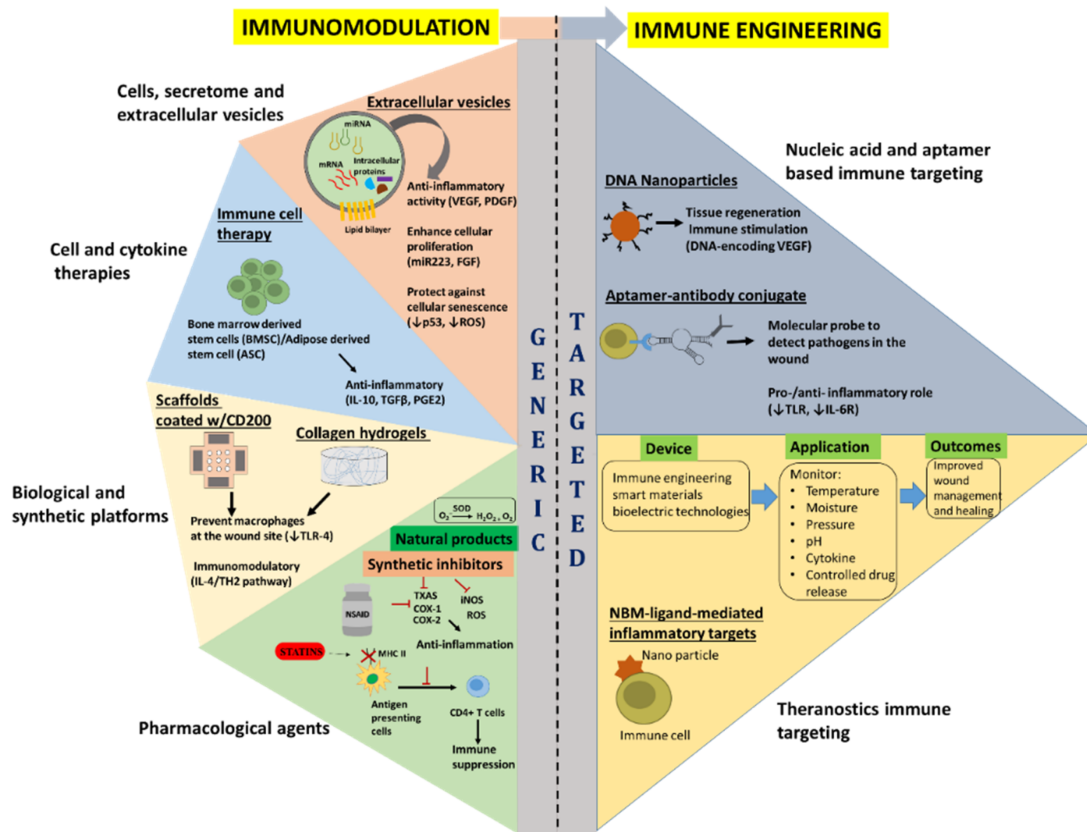 IMMUNOMODULATION
IMMUNE ENGINEERING
Cells, secretome and
extracellular vesicles
Extracellular vesicles
miRNA
mRNA
Intracellular
proteins
Lipid bilayer
Anti-inflammatory
activity (VEGF, PDGF)
Enhance cellular
proliferation
(miR223, FGF)
Protect against
cellular senescence
(↓p53, ↓ROS)
Cell and cytokine
therapies
Immune cell
therapy
Bone marrow derived
stem cells (BMSC)/Adipose derived
stem cell (ASC)
Anti-inflammatory
(IL-10, TGFβ, PGE2)
Biological and
synthetic platforms
Scaffolds
coated w/CD200
Collagen hydrogels
Prevent macrophages
at the wound site (↓TLR-4)
Immunomodulatory
(IL-4/TH2 pathway)
Pharmacological agents
SOD
O₂⁻ → H₂O₂ , O₂
Natural products
Synthetic inhibitors
NSAID
TXAS
COX-1
COX-2
iNOS
ROS
Anti-inflammation
STATINS
MHC II
Antigen
presenting
cells
CD4+ T cells
Immune
suppression
GENERIC
TARGETED
Nucleic acid and aptamer
based immune targeting
DNA Nanoparticles
Tissue regeneration
Immune stimulation
(DNA-encoding VEGF)
Aptamer-antibody conjugate
Molecular probe to
detect pathogens in the
wound
Pro-/anti- inflammatory role
(↓TLR, ↓IL-6R)
Device
Application
Outcomes
Immune engineering
smart materials
bioelectric technologies
Monitor:
• Temperature
• Moisture
• Pressure
• pH
• Cytokine
• Controlled drug
release
Improved
wound
management
and healing
NBM-ligand-mediated
inflammatory targets
Nano particle
Immune cell
Theranostics immune
targeting